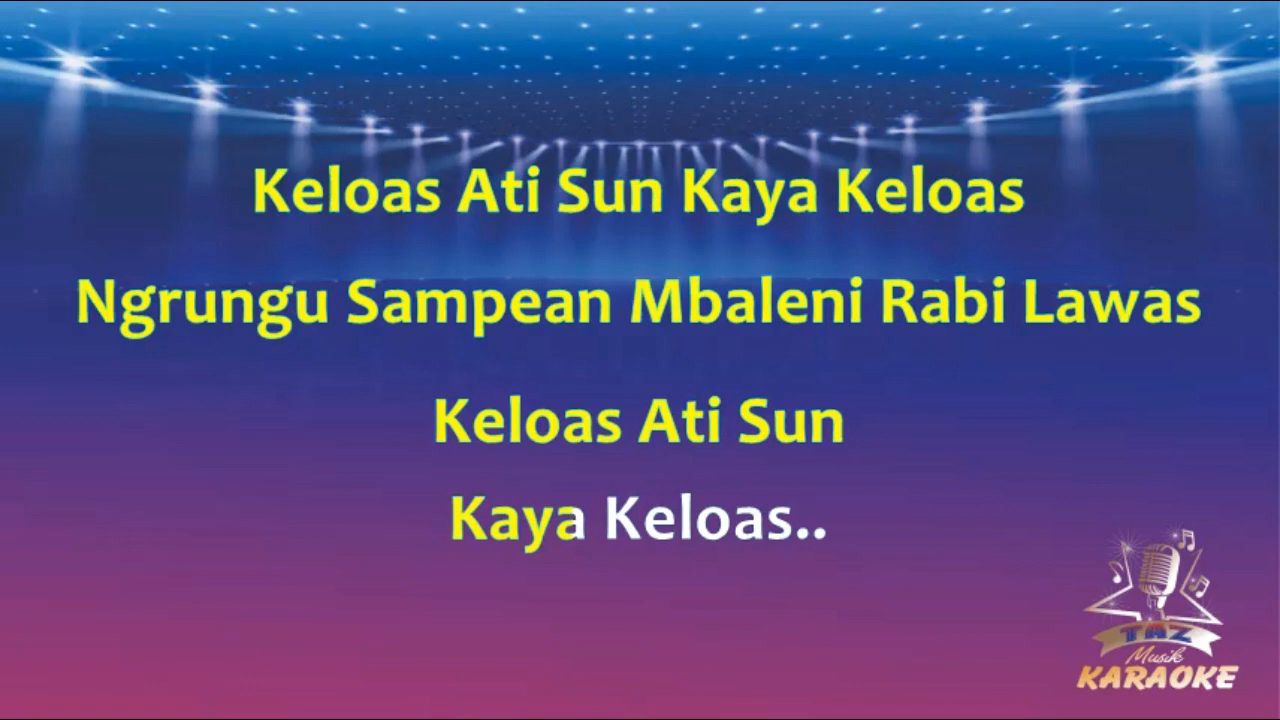 Keloas Ati Sun Kaya Keloas
Ngrungu Sampean Mbaleni Rabi Lawas
Keloas Ati Sun
Kaya Keloas..
TAZ
Musik
KARAOKE